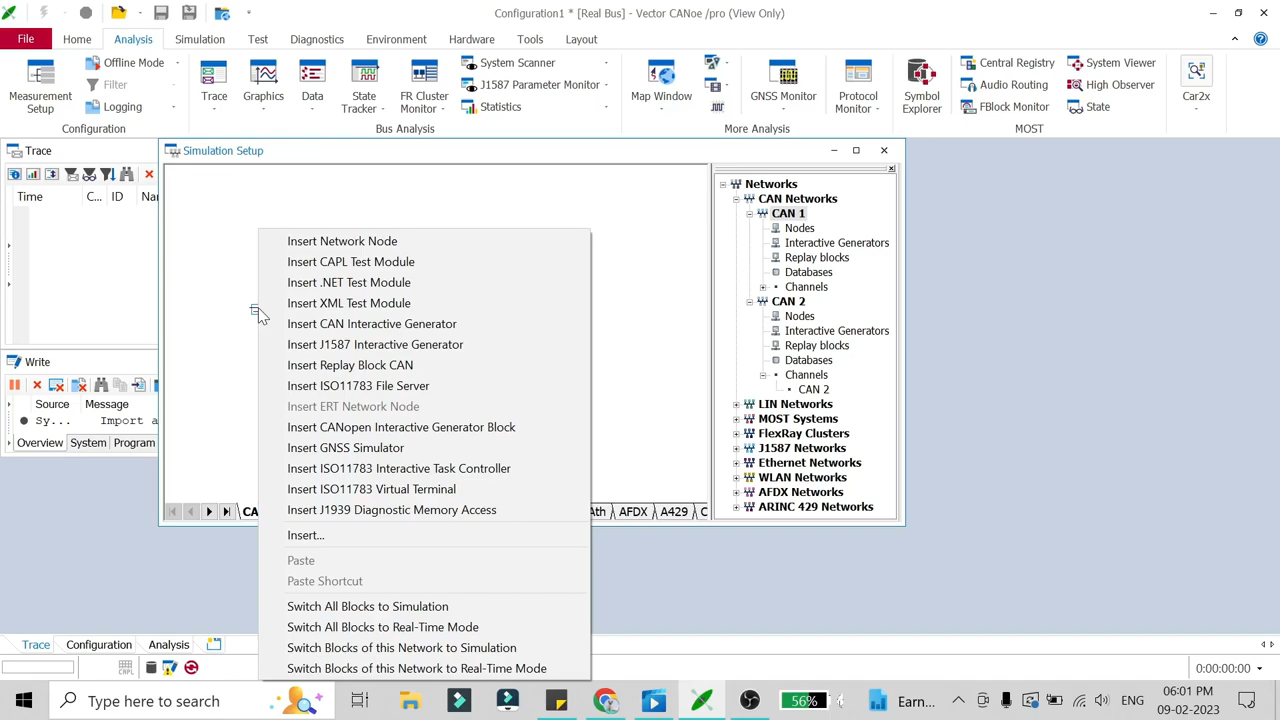 Configuration1 * [Real Bus] - Vector CANoe /pro (View Only)
File
Home
Analysis
Simulation
Test
Diagnostics
Environment
Hardware
Tools
Layout
Measurement
Setup
Offline Mode
Filter
Logging
Configuration
Trace
Graphics
Data
State
Tracker
FR Cluster
Monitor
System Scanner
J1587 Parameter Monitor
Statistics
Bus Analysis
Map Window
GNSS Monitor
Protocol
Monitor
Symbol
Explorer
More Analysis
Central Registry
Audio Routing
FBlock Monitor
System Viewer
High Observer
State
MOST
Car2x
Trace
Time
C...
ID
Nar
Write
Source
Message
Sy...
Import a
Overview
System
Program
Simulation Setup
Insert Network Node
Insert CAPL Test Module
Insert .NET Test Module
Insert XML Test Module
Insert CAN Interactive Generator
Insert J1587 Interactive Generator
Insert Replay Block CAN
Insert ISO11783 File Server
Insert ERT Network Node
Insert CANopen Interactive Generator Block
Insert GNSS Simulator
Insert ISO11783 Interactive Task Controller
Insert ISO11783 Virtual Terminal
Insert J1939 Diagnostic Memory Access
Insert...
Paste
Paste Shortcut
Switch All Blocks to Simulation
Switch All Blocks to Real-Time Mode
Switch Blocks of this Network to Simulation
Switch Blocks of this Network to Real-Time Mode
CA
Ath
AFDX
A429
C
Networks
CAN Networks
CAN 1
Nodes
Interactive Generators
Replay blocks
Databases
Channels
CAN 2
Nodes
Interactive Generators
Replay blocks
Databases
Channels
CAN 2
LIN Networks
MOST Systems
FlexRay Clusters
J1587 Networks
Ethernet Networks
WLAN Networks
AFDX Networks
ARINC 429 Networks
Trace
Configuration
Analysis
CAPL
0:00:00:00
Type here to search
56%
Earn...
ENG
06:01 PM
09-02-2023